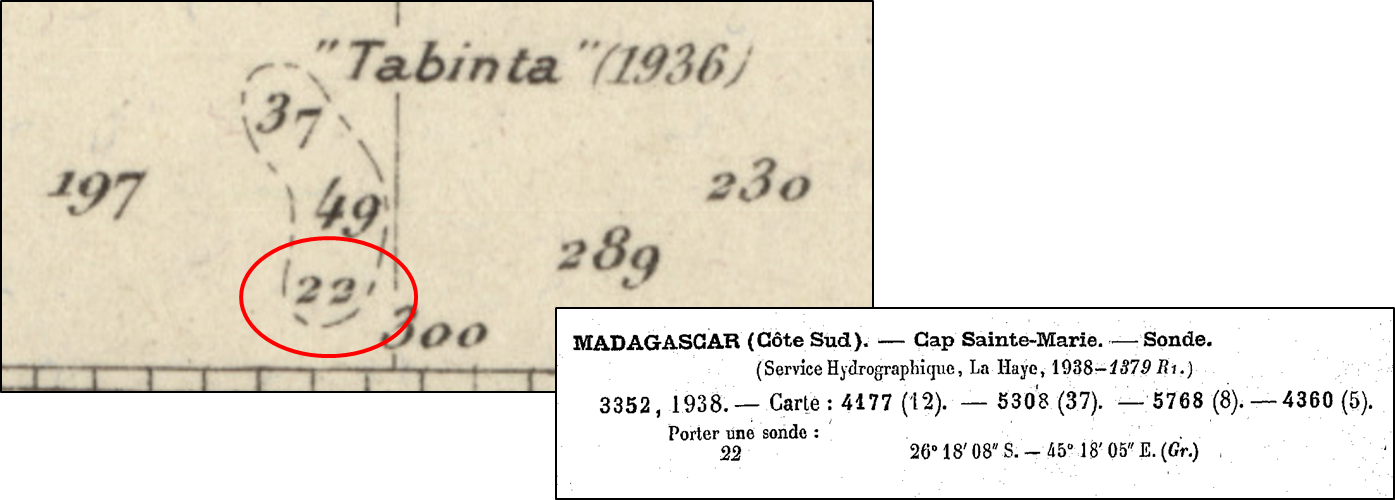 "Tabinta" (1936)
37
197
49
230
289
22
300
MADAGASCAR (Côte Sud). — Cap Sainte-Marie. — Sonde.
(Service Hydrographique, La Haye, 1938–1379 Rt.)
3352, 1938. — Carte : 4177 (12). — 5308 (37). — 5768 (8). — 4360 (5).
Porter une sonde :
22 26° 18' 08" S. – 45° 18' 05" E. (Gr.)